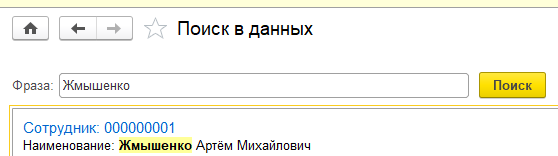 Поиск в данных
Фраза: Жмышенко Поиск
Сотрудник: 000000001
Наименование: Жмышенко Артём Михайлович